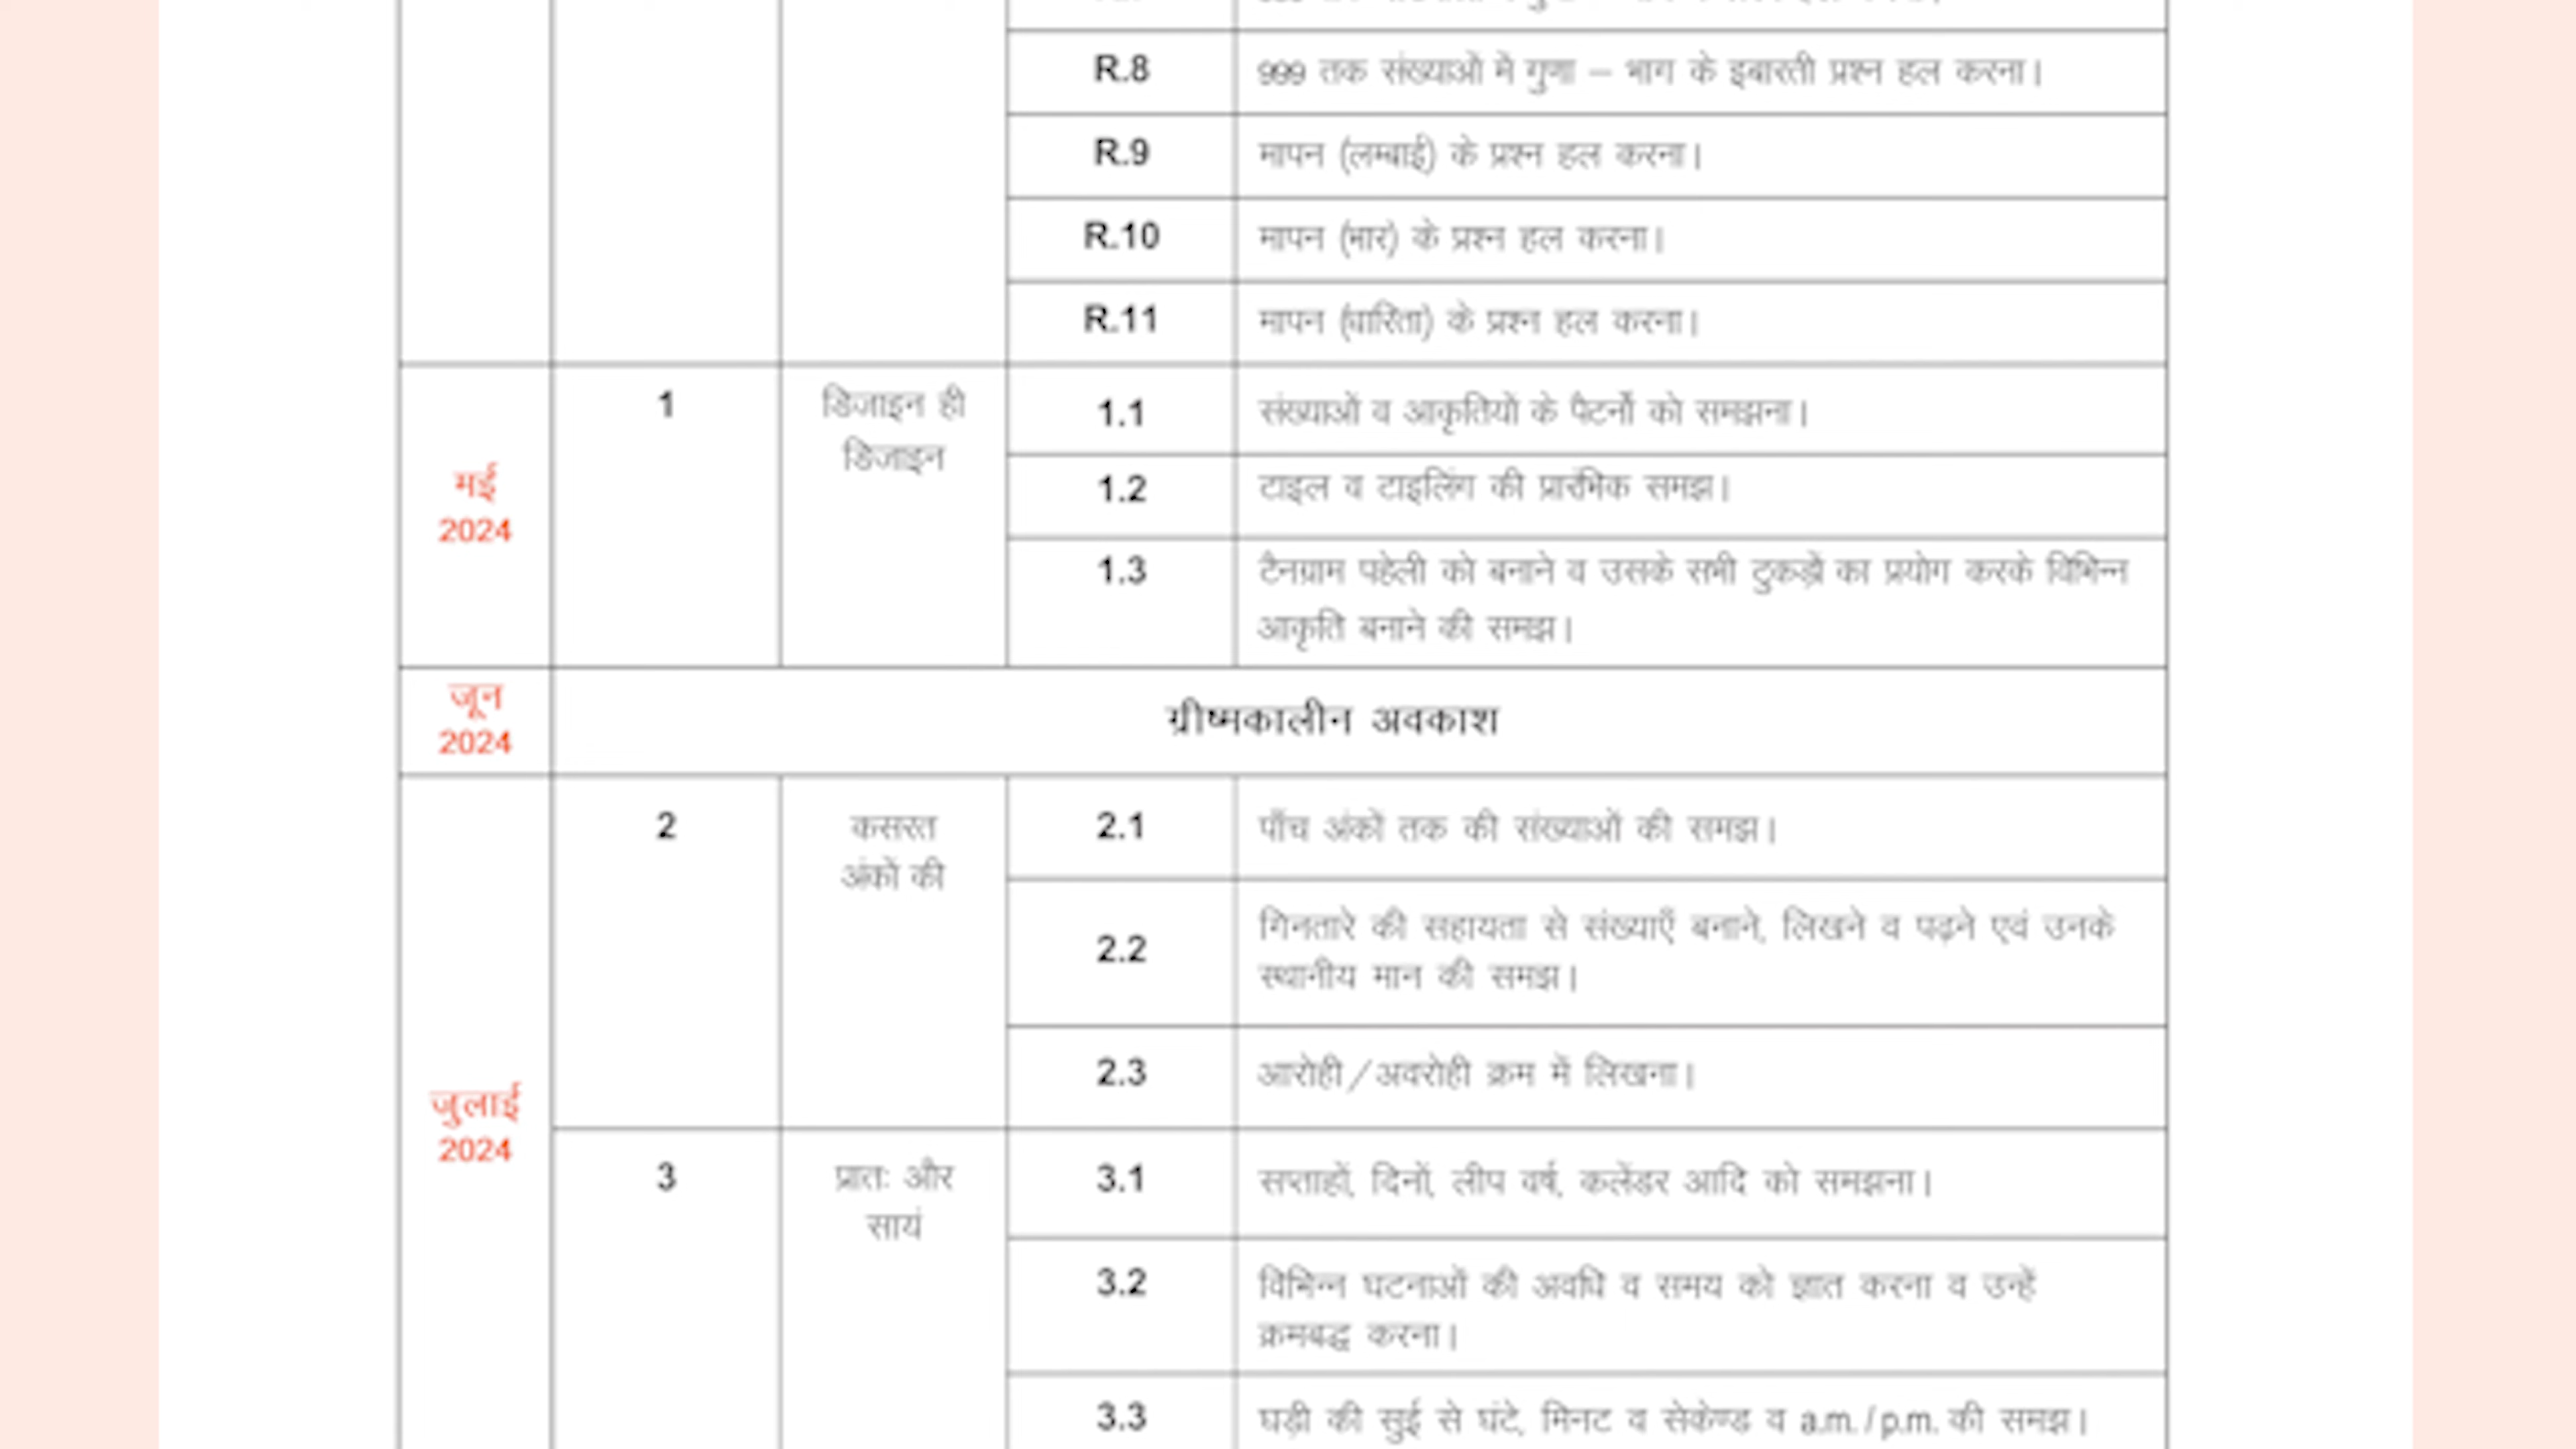 R.8 999 तक संख्याओं में गुणा – भाग के इबारती प्रश्न हल करना।
R.9 मापन (लम्बाई) के प्रश्न हल करना।
R.10 मापन (भार) के प्रश्न हल करना।
R.11 मापन (धारिता) के प्रश्न हल करना।
मई
2024
1 डिजाइन ही
डिजाइन
1.1 संख्याओं व आकृतियों के पैटर्नो को समझना।
1.2 टाइल व टाइलिंग की प्रारंभिक समझ।
1.3 टैनग्राम पहेली को बनाने व उसके सभी टुकड़ों का प्रयोग करके विभिन्न
आकृति बनाने की समझ।
जून
2024
ग्रीष्मकालीन अवकाश
जुलाई
2024
2 कसरत
अंकों की
2.1 पाँच अंकों तक की संख्याओं की समझ।
2.2 गिनतारे की सहायता से संख्याएँ बनाने, लिखने व पढ़ने एवं उनके
स्थानीय मान की समझ।
2.3 आरोही/अवरोही क्रम में लिखना।
3 प्रातः और
सायं
3.1 सप्ताहों, दिनों, लीप वर्ष, कलेंडर आदि को समझना।
3.2 विभिन्न घटनाओं की अवधि व समय को ज्ञात करना व उन्हें
क्रमबद्ध करना।
3.3 घड़ी की सुई से घंटे, मिनट व सेकेण्ड व a.m./p.m. की समझ।